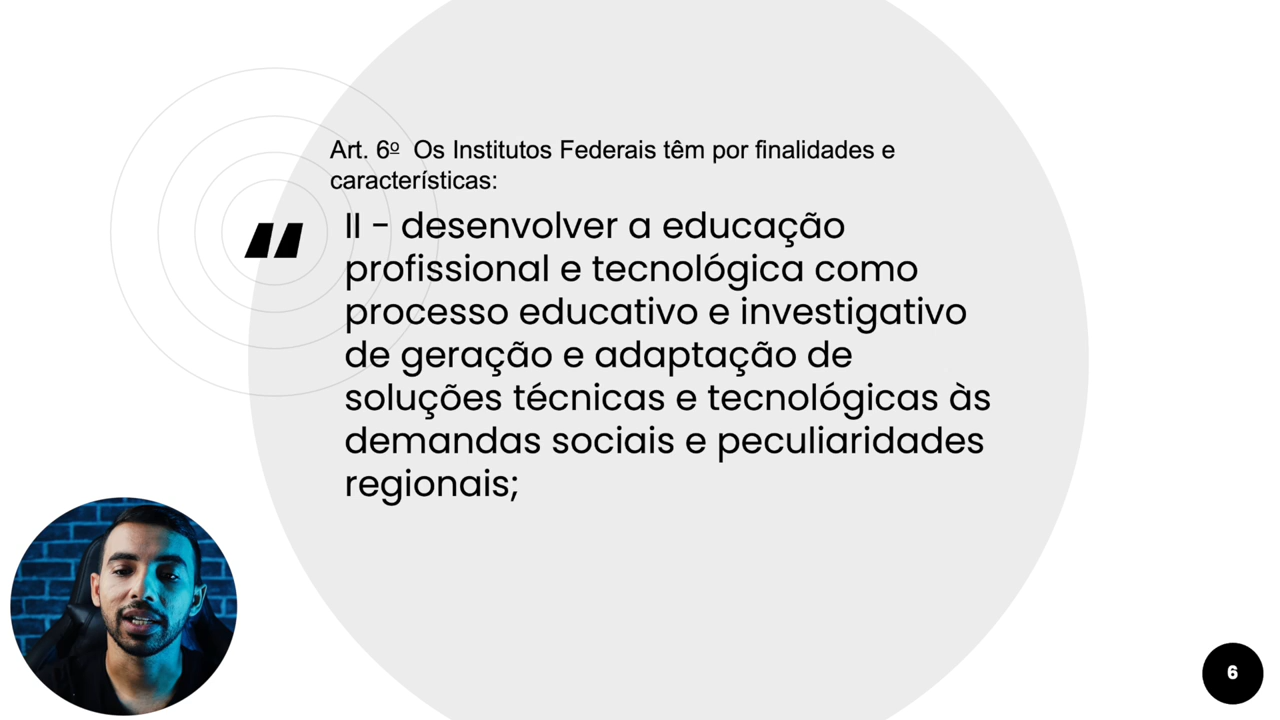 Art. 6º Os Institutos Federais têm por finalidades e
características:
“
II - desenvolver a educação
profissional e tecnológica como
processo educativo e investigativo
de geração e adaptação de
soluções técnicas e tecnológicas às
demandas sociais e peculiaridades
regionais;
6